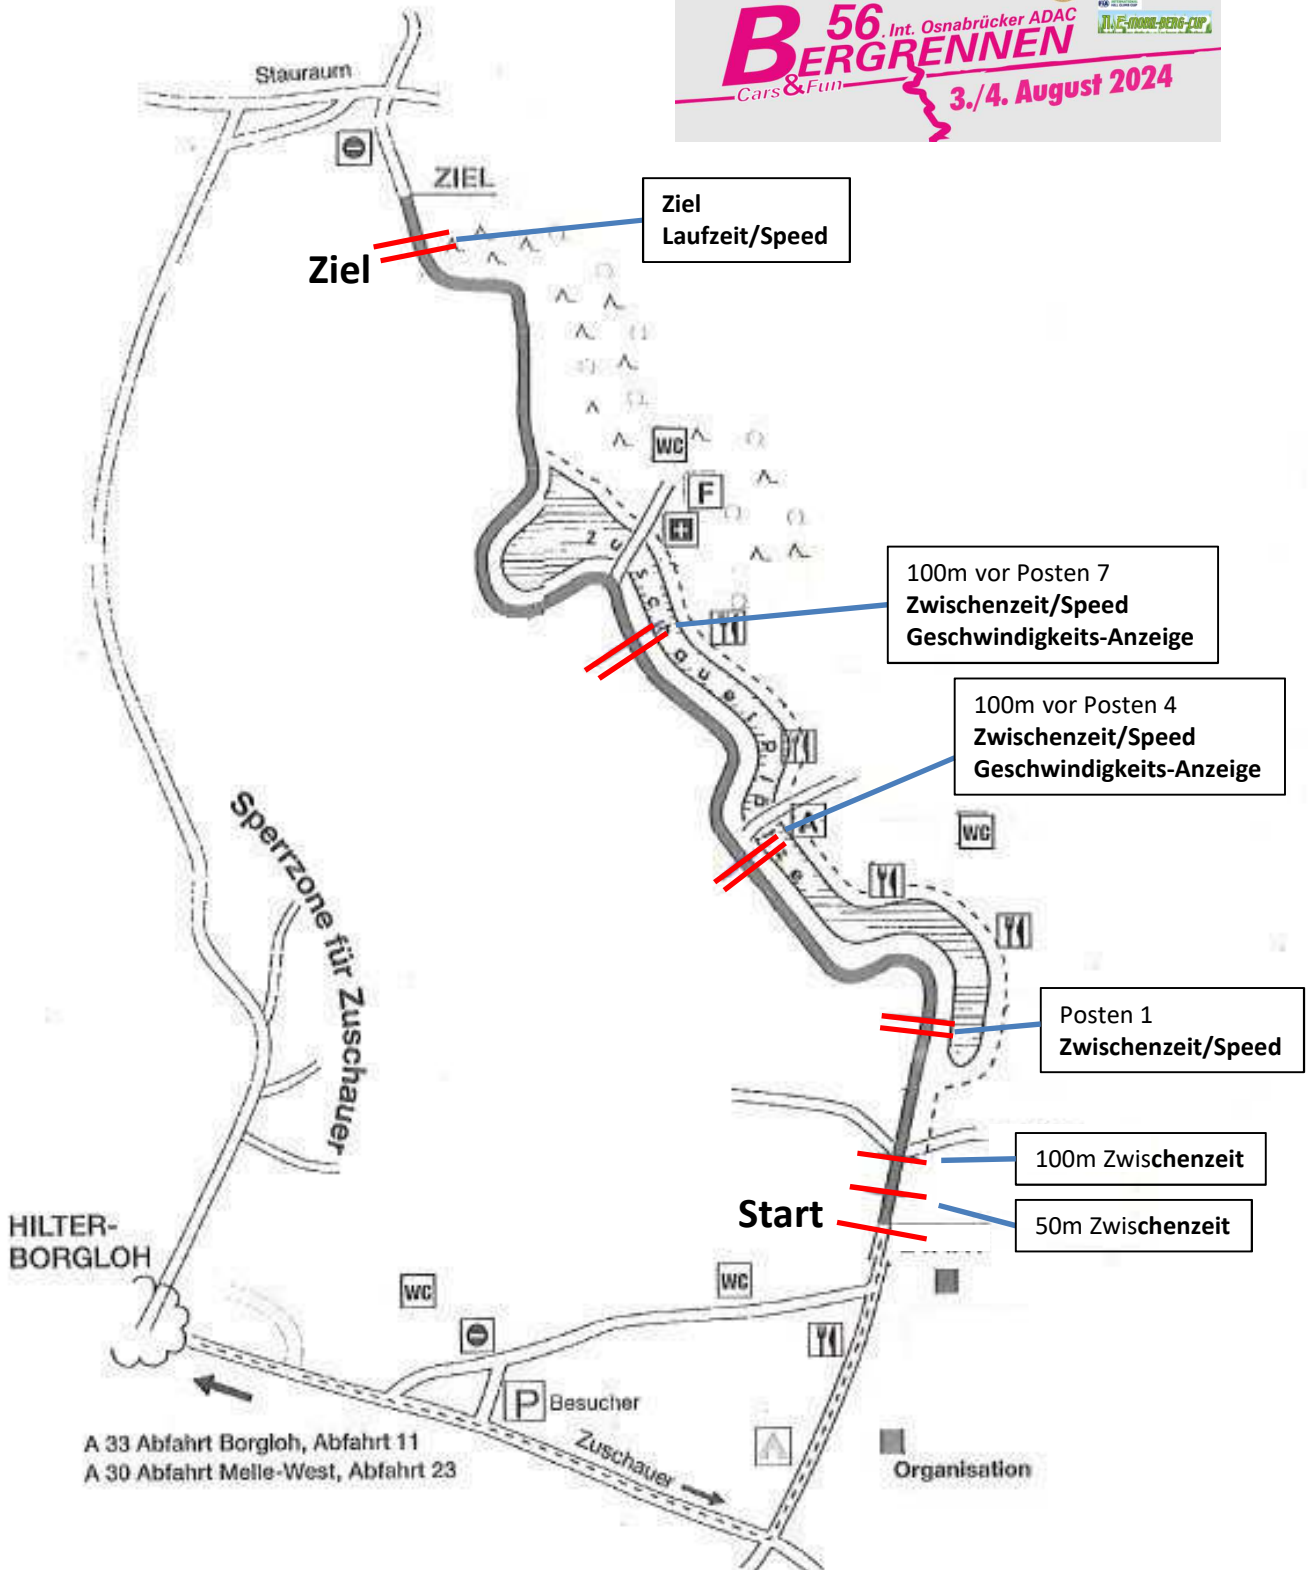 56. Int. Osnabrücker ADAC
BERGRENNEN
Cars & Fun
3./4. August 2024
Stauraum
ZIEL
Ziel
Laufzeit/Speed
Ziel
WC
F
Zuschauer
100m vor Posten 7
Zwischenzeit/Speed
Geschwindigkeits-Anzeige
100m vor Posten 4
Zwischenzeit/Speed
Geschwindigkeits-Anzeige
A
WC
Sperrzone für Zuschauer
Posten 1
Zwischenzeit/Speed
100m Zwischenzeit
Start
50m Zwischenzeit
HILTER-
BORGLOH
WC
WC
P Besucher
Zuschauer
A 33 Abfahrt Borgloh, Abfahrt 11
A 30 Abfahrt Melle-West, Abfahrt 23
Organisation